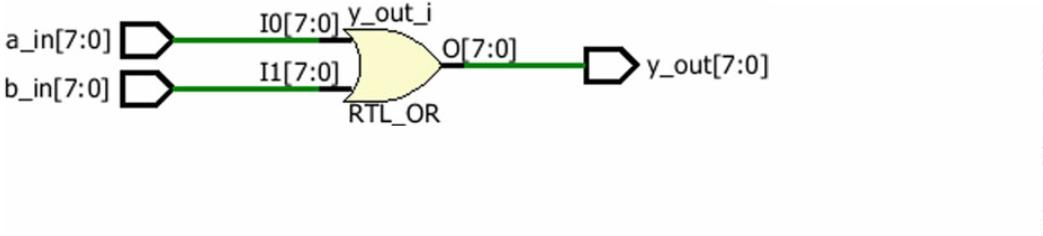 a_in[7:0]
I0[7:0]
y_out_i
b_in[7:0]
I1[7:0]
O[7:0]
y_out[7:0]
RTL_OR